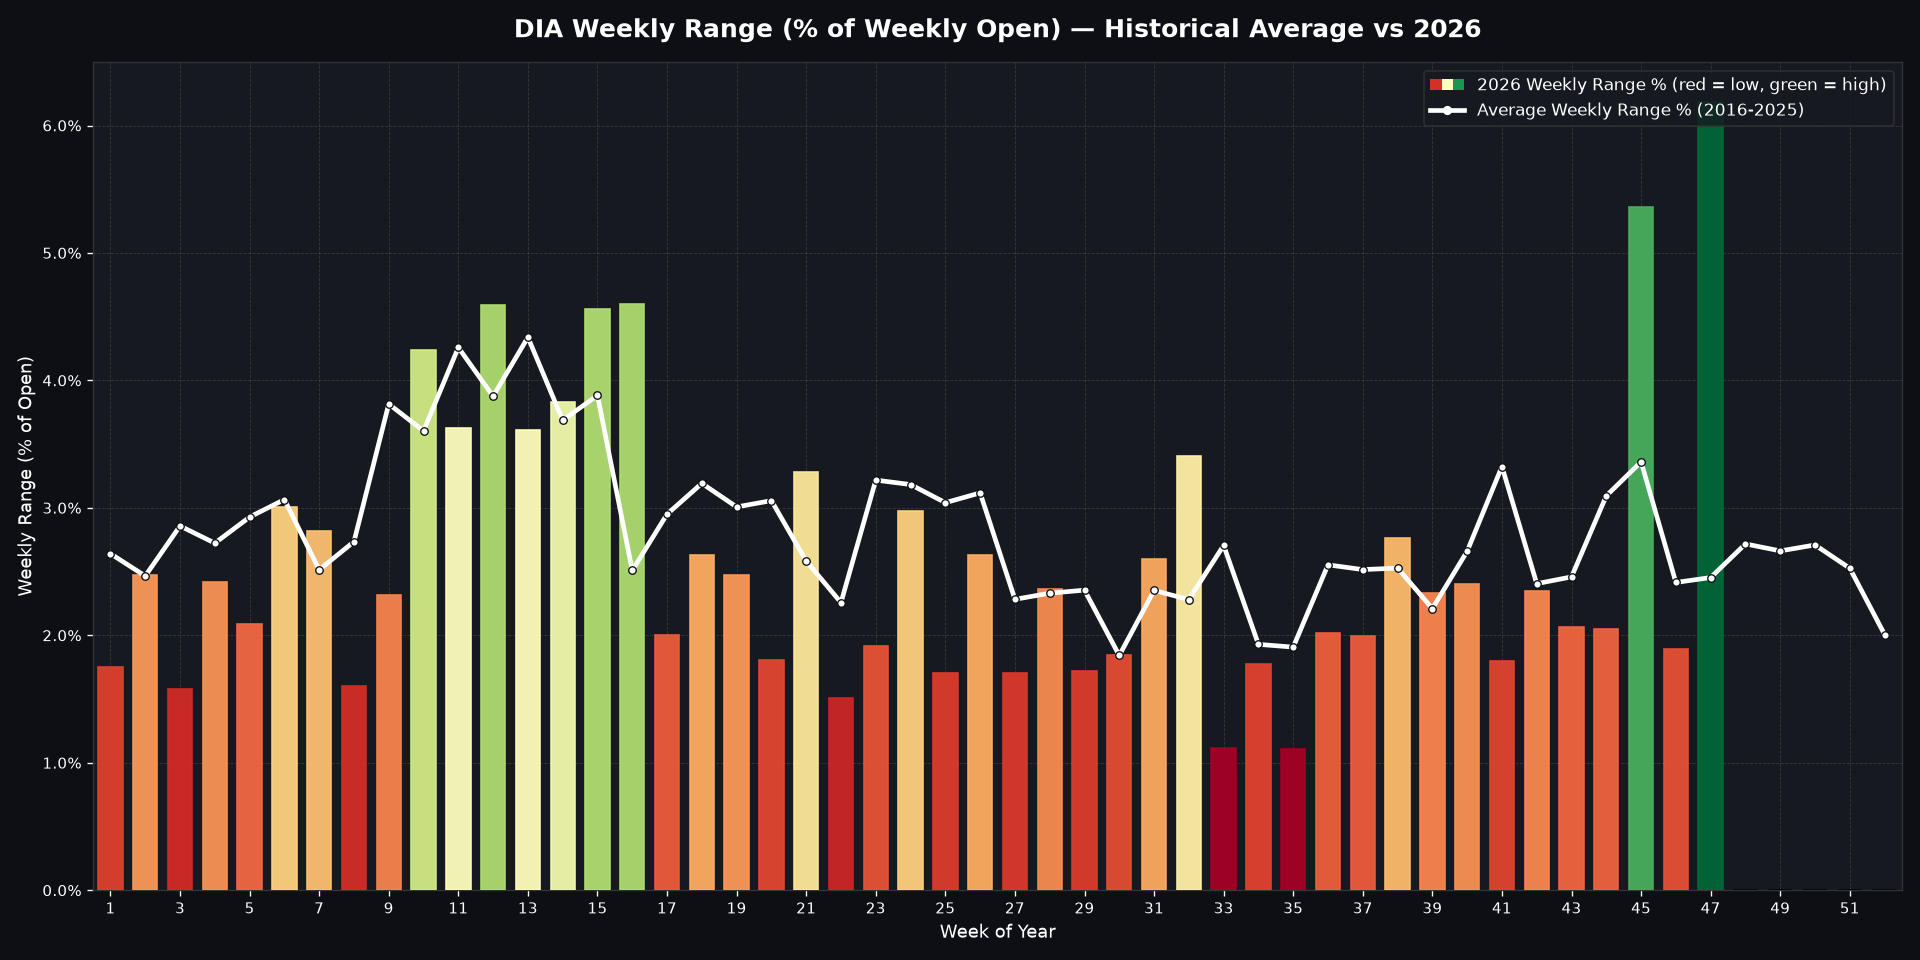 DIA Weekly Range (% of Weekly Open) — Historical Average vs 2026
2026 Weekly Range % (red = low, green = high)
Average Weekly Range % (2016-2025)
Weekly Range (% of Open)
6.0%
5.0%
4.0%
3.0%
2.0%
1.0%
0.0%
1 3 5 7 9 11 13 15 17 19 21 23 25 27 29 31 33 35 37 39 41 43 45 47 49 51
Week of Year